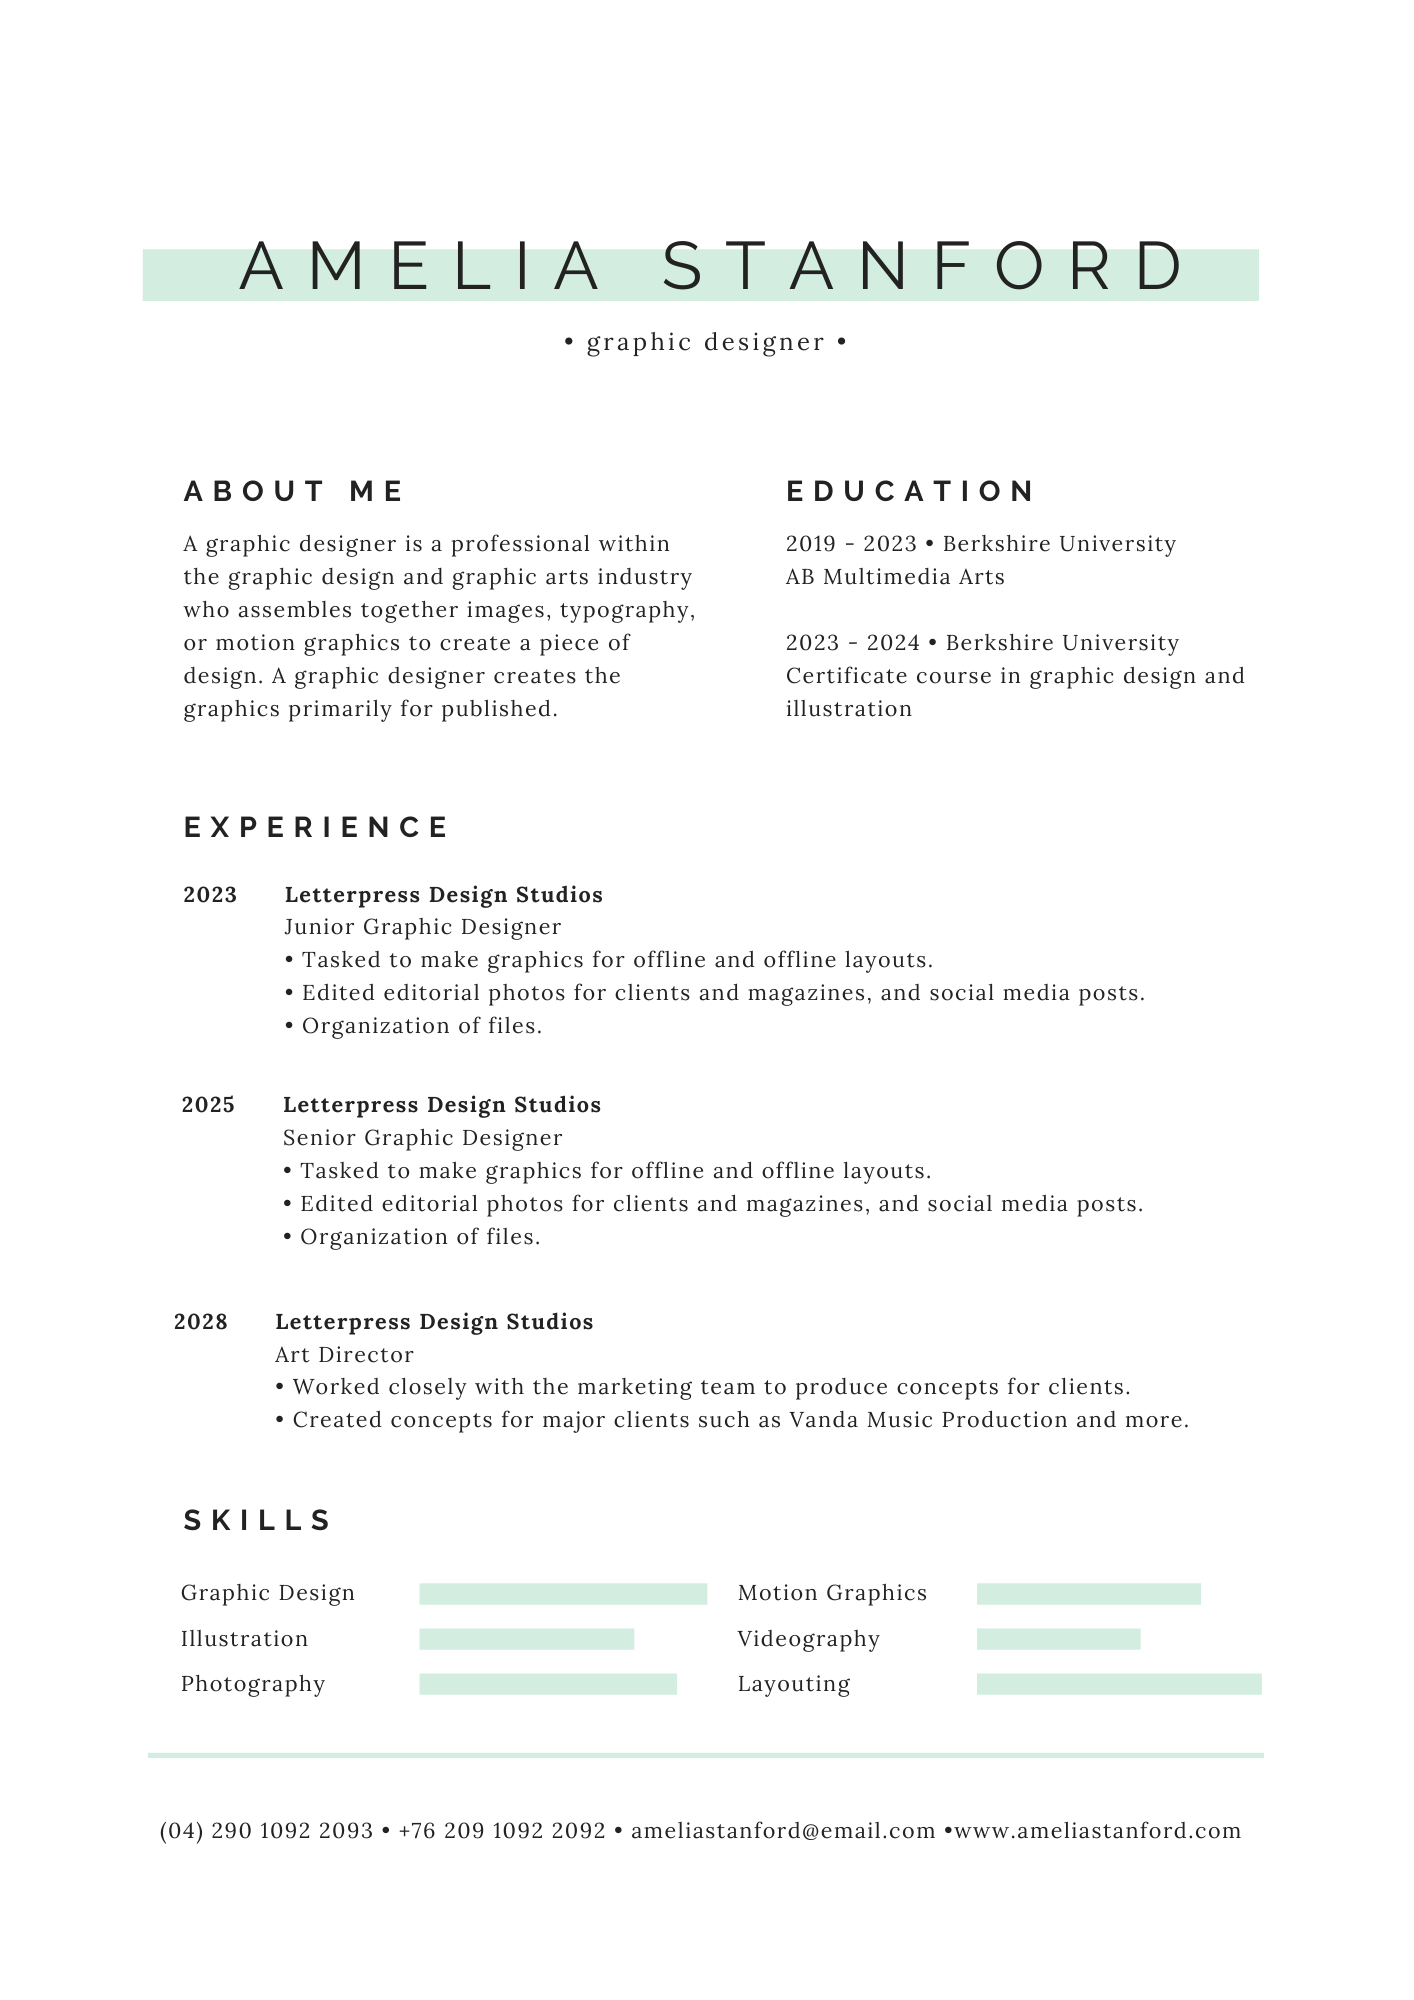 AMELIA STANFORD
• graphic designer •
ABOUT ME
A graphic designer is a professional within
the graphic design and graphic arts industry
who assembles together images, typography,
or motion graphics to create a piece of
design. A graphic designer creates the
graphics primarily for published.
EDUCATION
2019 - 2023 • Berkshire University
AB Multimedia Arts
2023 - 2024 • Berkshire University
Certificate course in graphic design and
illustration
EXPERIENCE
2023 Letterpress Design Studios
Junior Graphic Designer
• Tasked to make graphics for offline and offline layouts.
• Edited editorial photos for clients and magazines, and social media posts.
• Organization of files.
2025 Letterpress Design Studios
Senior Graphic Designer
• Tasked to make graphics for offline and offline layouts.
• Edited editorial photos for clients and magazines, and social media posts.
• Organization of files.
2028 Letterpress Design Studios
Art Director
• Worked closely with the marketing team to produce concepts for clients.
• Created concepts for major clients such as Vanda Music Production and more.
SKILLS
Graphic Design
Illustration
Photography
Motion Graphics
Videography
Layouting
(04) 290 1092 2093 • +76 209 1092 2092 • ameliastanford@email.com •www.ameliastanford.com